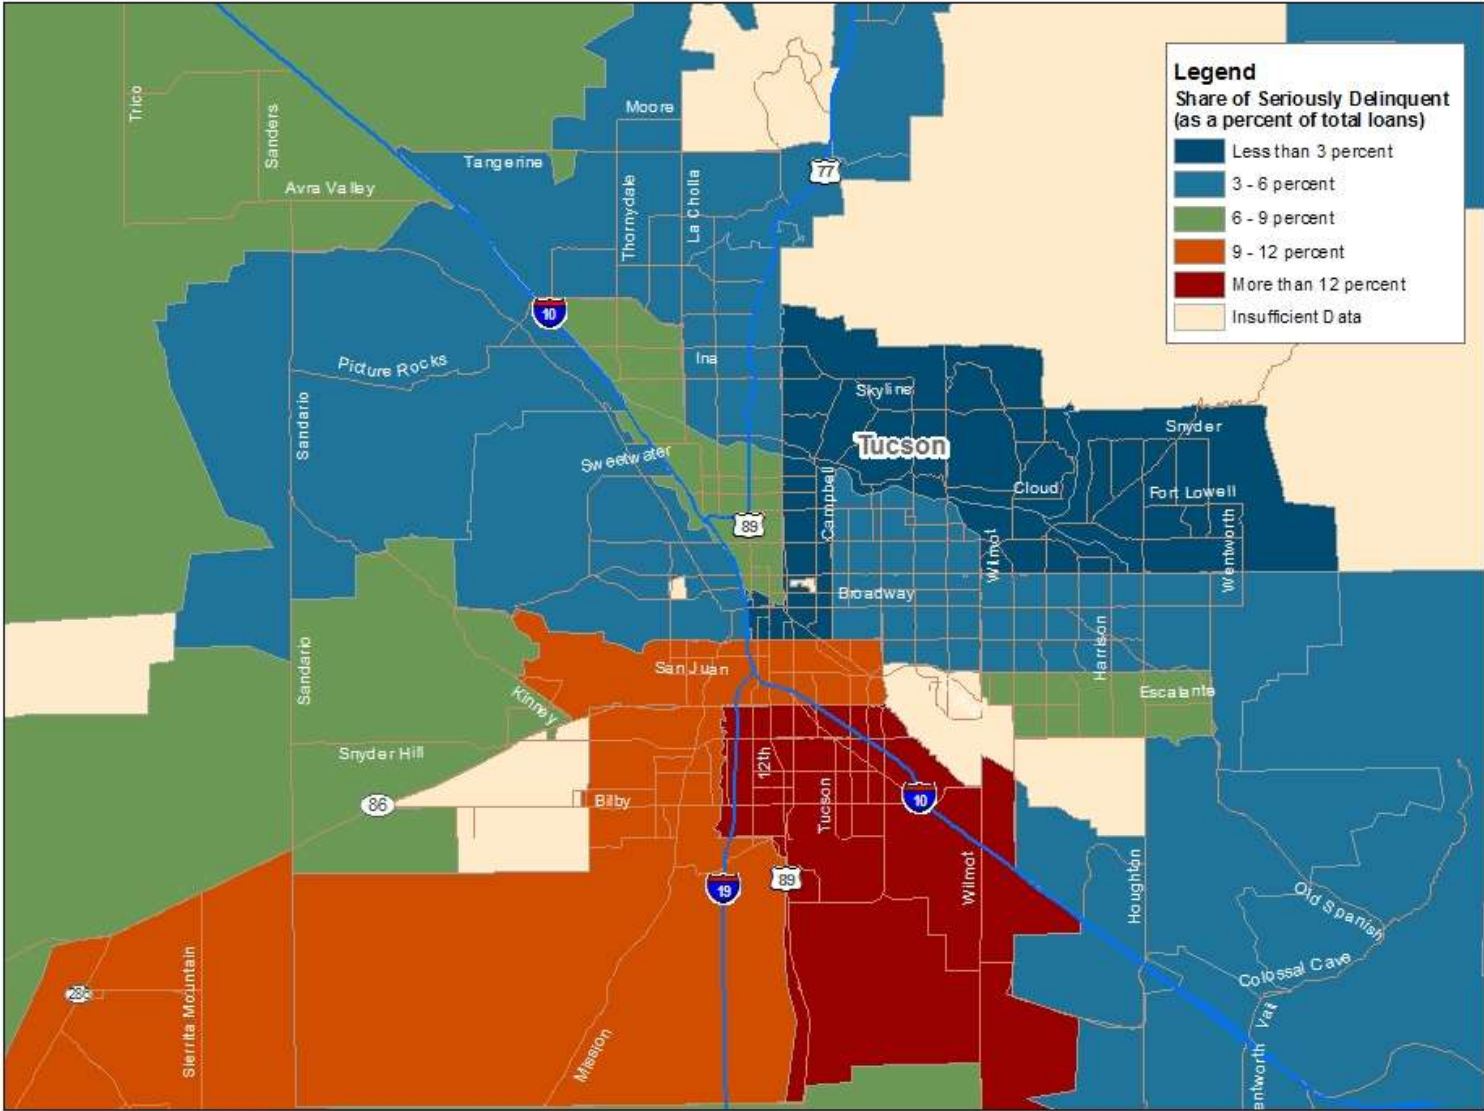 Legend
Share of Seriously Delinquent
(as a percent of total loans)
Less than 3 percent
3 - 6 percent
6 - 9 percent
9 - 12 percent
More than 12 percent
Insufficient Data
Trico
Sanders
Moore
Tangerine
77
Avra Valley
Thornydale
La Cholla
10
Picture Rocks
Ina
Skyline
Sandario
Snyder
Tucson
Sweetwater
Campbell
Cloud
Fort Lowell
89
Wilmot
Wentworth
Broadway
Harrison
Sandario
San Juan
Kinney
Escalante
Snyder Hill
12th
86
Bilby
Tucson
10
19
89
Wilmot
Houghton
Old Spanish
Colossal Cave
Sierrita Mountain
Mission
Vail
entworth